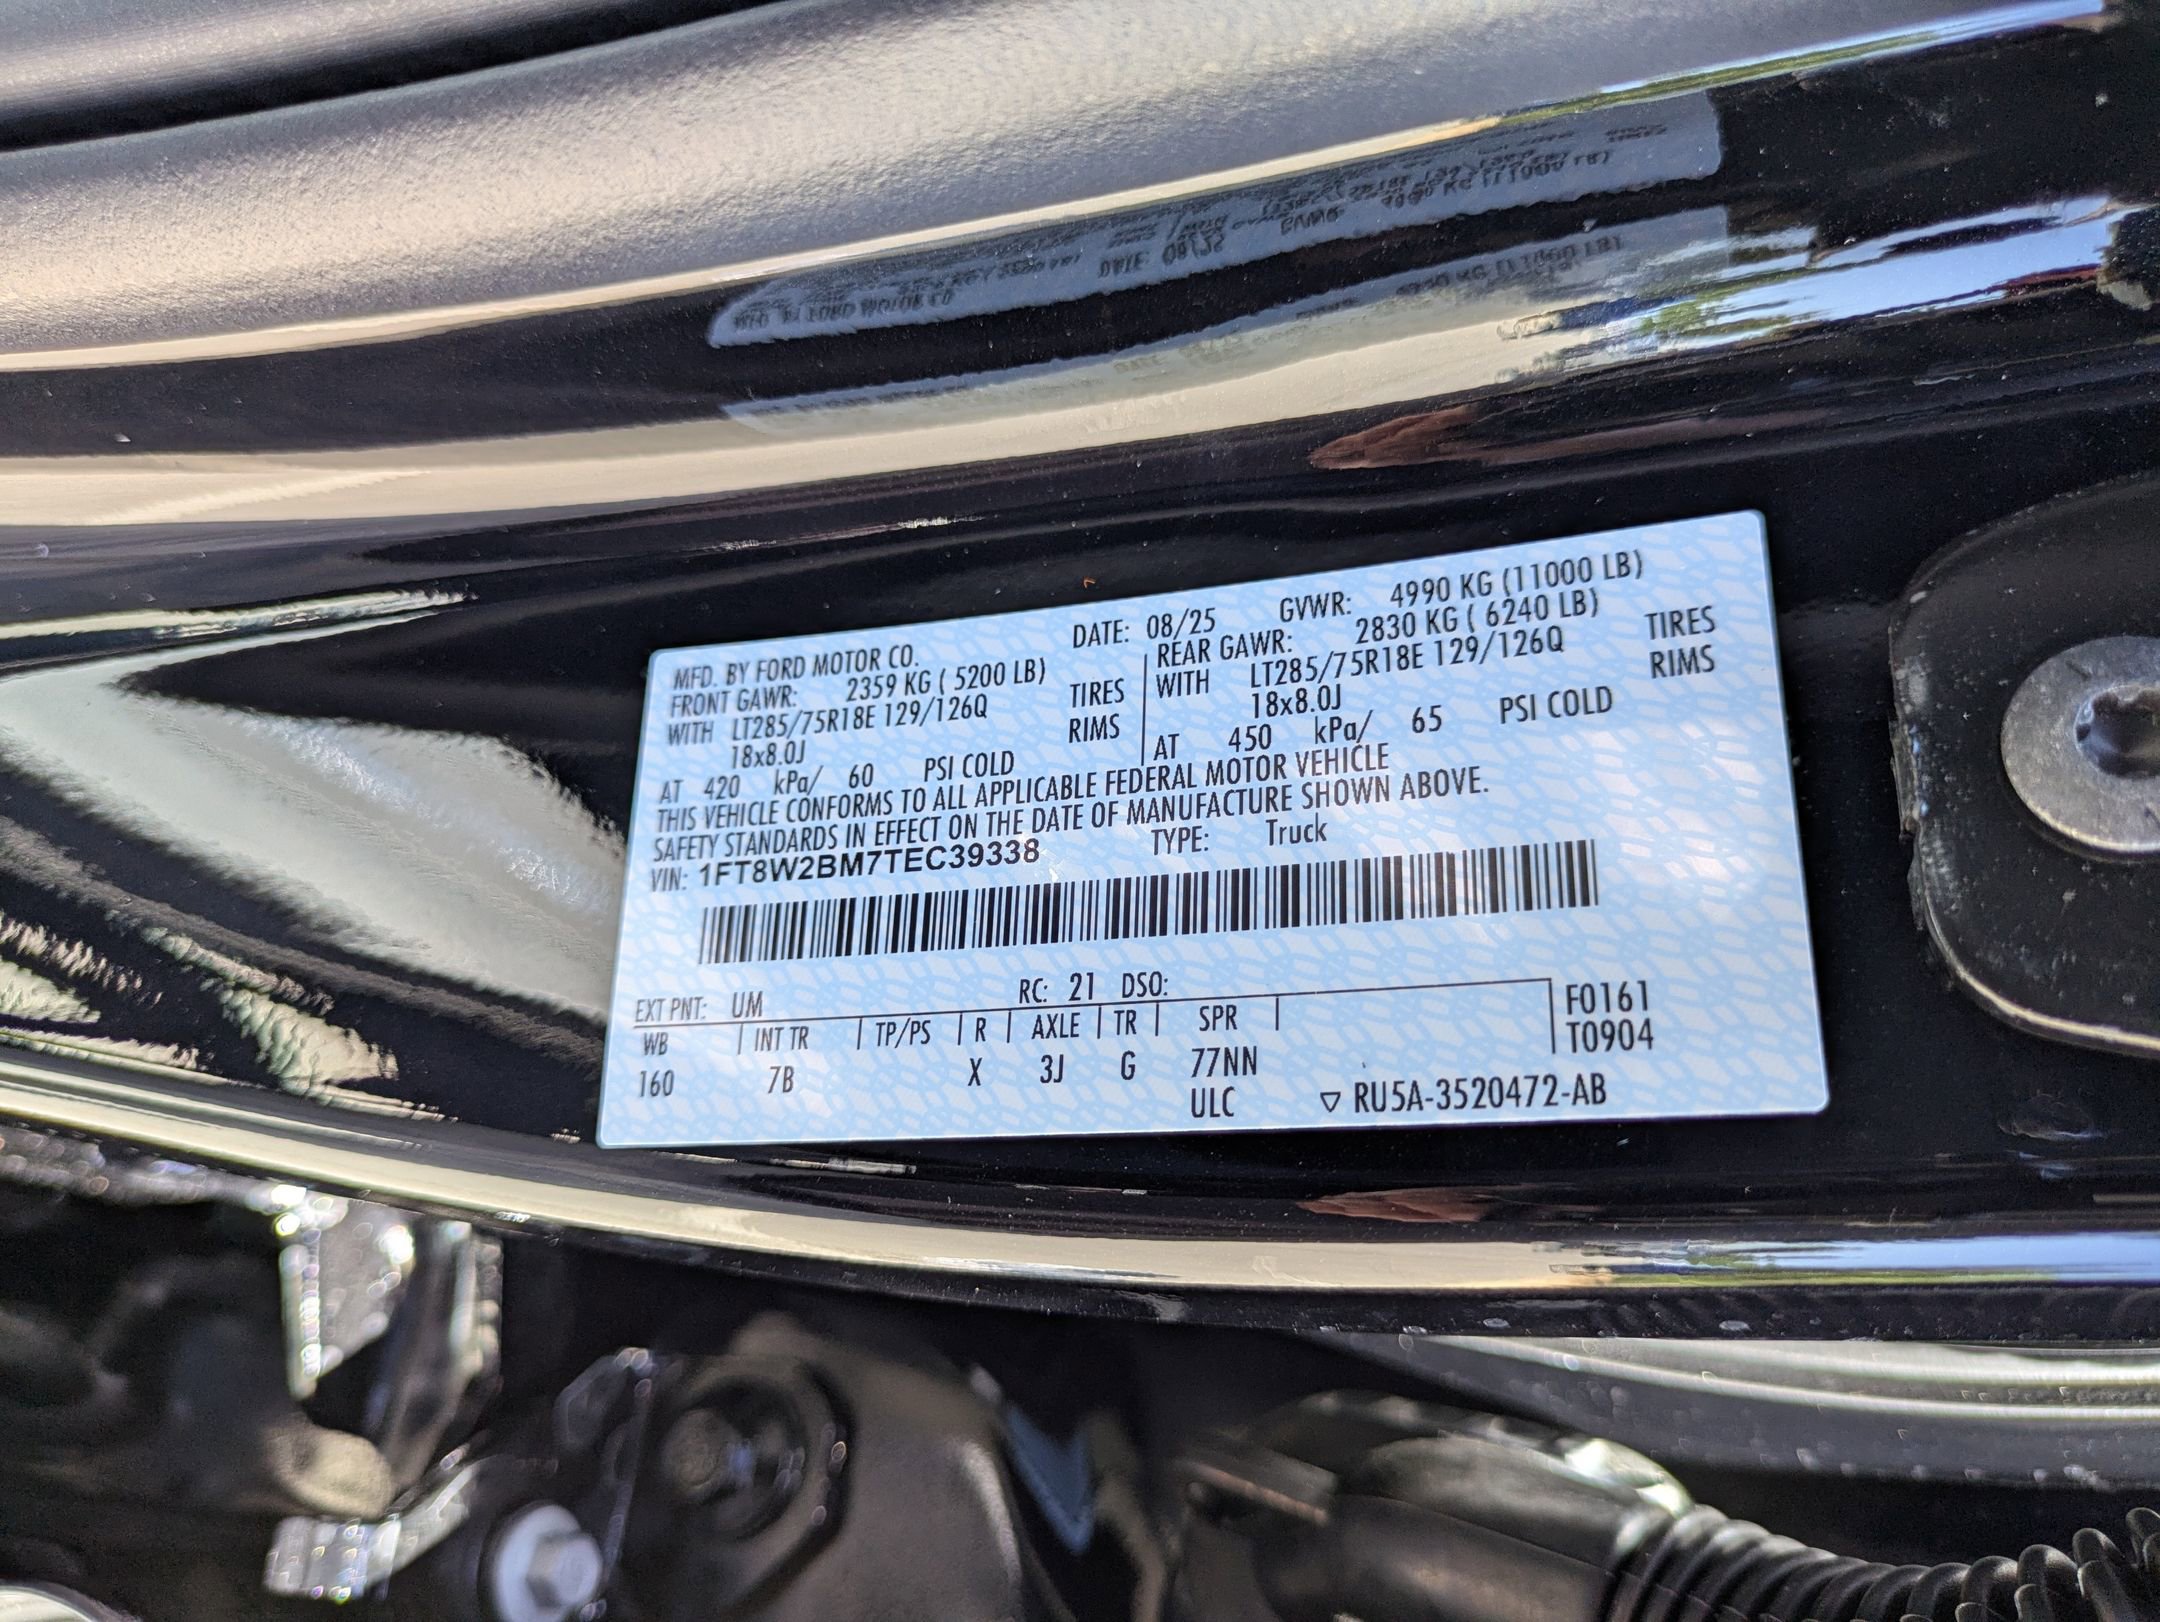 MFD. BY FORD MOTOR CO. DATE: 08/25 GVWR: 4990 KG (11000 LB)
FRONT GAWR: 2359 KG ( 5200 LB) REAR GAWR: 2830 KG ( 6240 LB)
WITH LT285/75R18E 129/126Q TIRES WITH LT285/75R18E 129/126Q TIRES
18x8.0J RIMS 18x8.0J RIMS
AT 420 kPa/ 60 PSI COLD AT 450 kPa/ 65 PSI COLD
THIS VEHICLE CONFORMS TO ALL APPLICABLE FEDERAL MOTOR VEHICLE
SAFETY STANDARDS IN EFFECT ON THE DATE OF MANUFACTURE SHOWN ABOVE.
VIN: 1FT8W2BM7TEC39338 TYPE: Truck
EXT PNT: UM RC: 21 DSO:
WB INT TR TP/PS R AXLE TR SPR F0161
T0904
160 7B X 3J G 77NN
ULC ▽ RU5A-3520472-AB